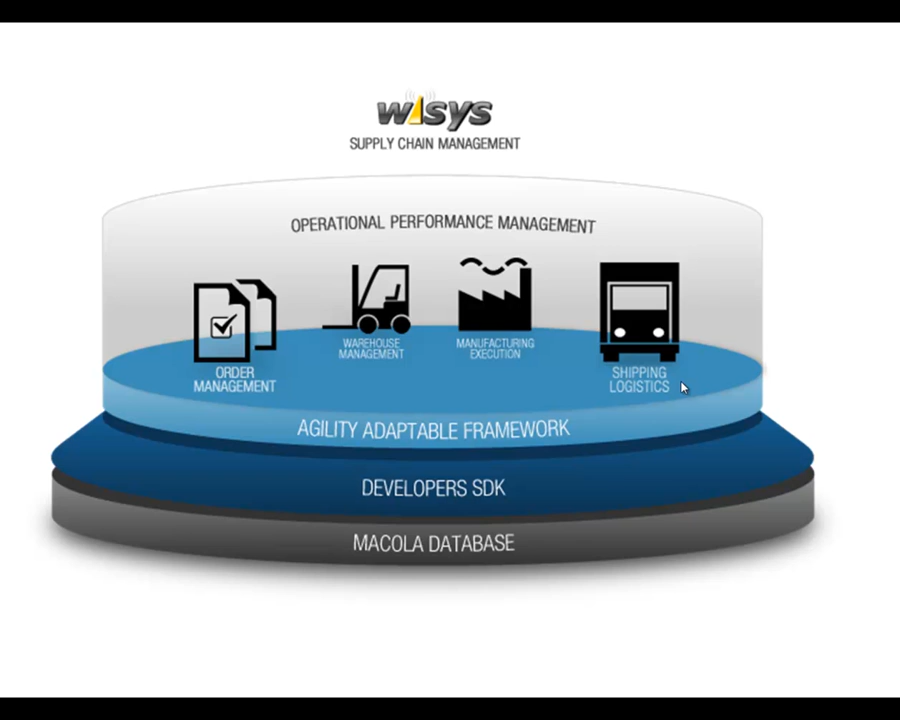 wisys
SUPPLY CHAIN MANAGEMENT
OPERATIONAL PERFORMANCE MANAGEMENT
ORDER
MANAGEMENT
WAREHOUSE
MANAGEMENT
MANUFACTURING
EXECUTION
SHIPPING
LOGISTICS
AGILITY ADAPTABLE FRAMEWORK
DEVELOPERS SDK
MACOLA DATABASE